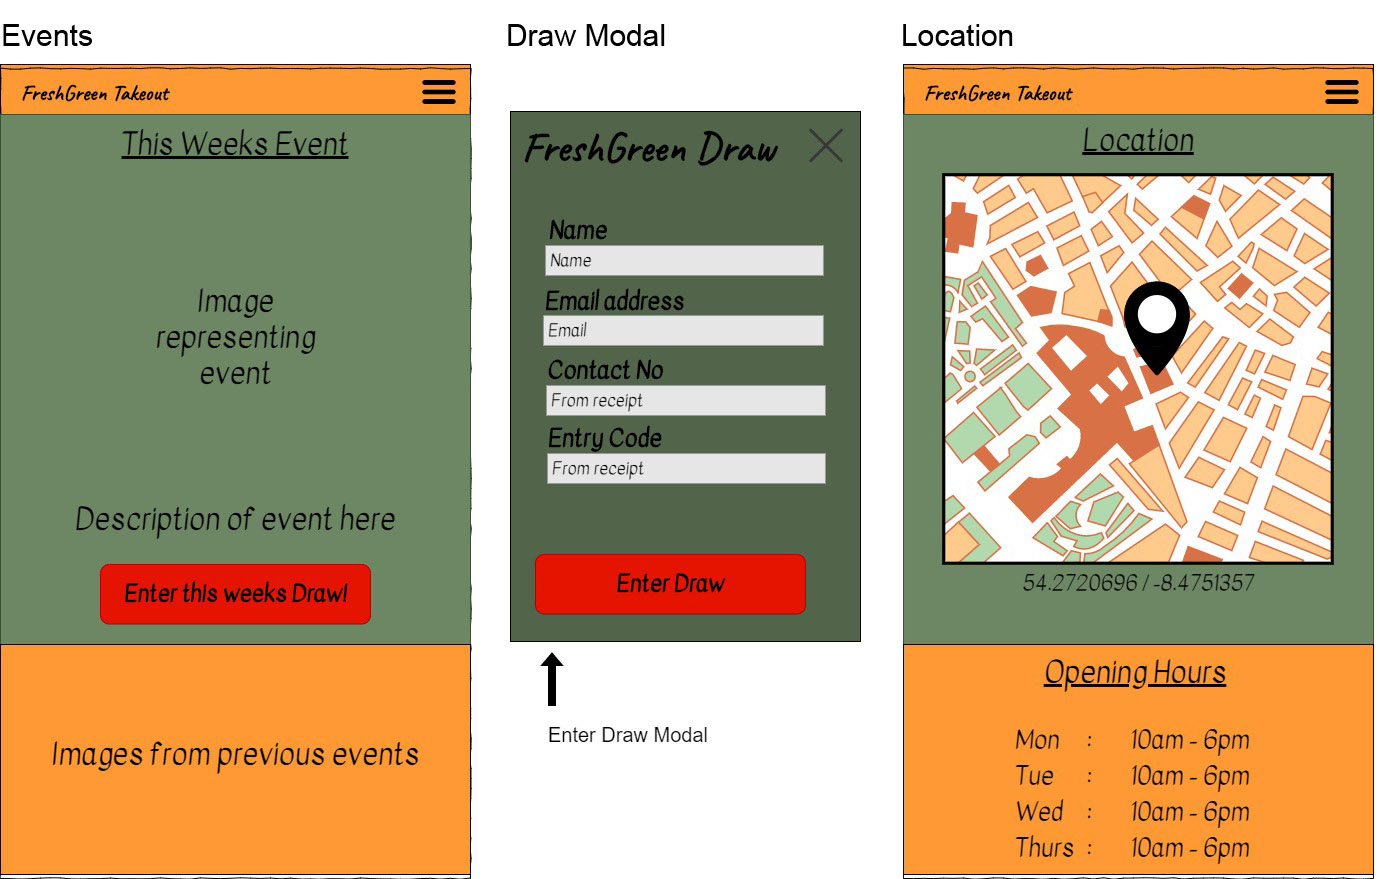 Events
FreshGreen Takeout
This Weeks Event
Image
representing
event
Description of event here
Enter this weeks Draw!
Images from previous events
Draw Modal
FreshGreen Draw
Name
Name
Email address
Email
Contact No
From receipt
Entry Code
From receipt
Enter Draw
Enter Draw Modal
Location
FreshGreen Takeout
Location
54.2720696 / -8.4751357
Opening Hours
Mon : 10am - 6pm
Tue : 10am - 6pm
Wed : 10am - 6pm
Thurs : 10am - 6pm